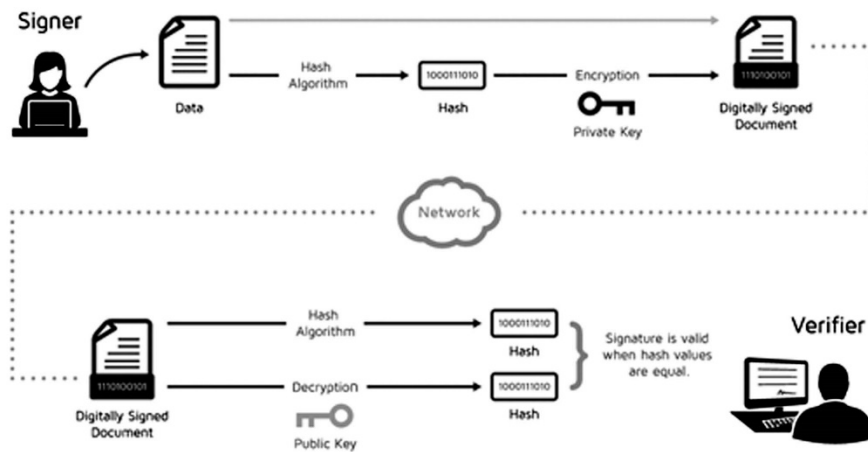 Signer
Data
Hash
Algorithm
1000111010
Hash
Encryption
Private Key
1110100101
Digitally Signed
Document
Network
1110100101
Digitally Signed
Document
Hash
Algorithm
1000111010
Hash
Decryption
Public Key
1000111010
Hash
Signature is valid
when hash values
are equal.
Verifier